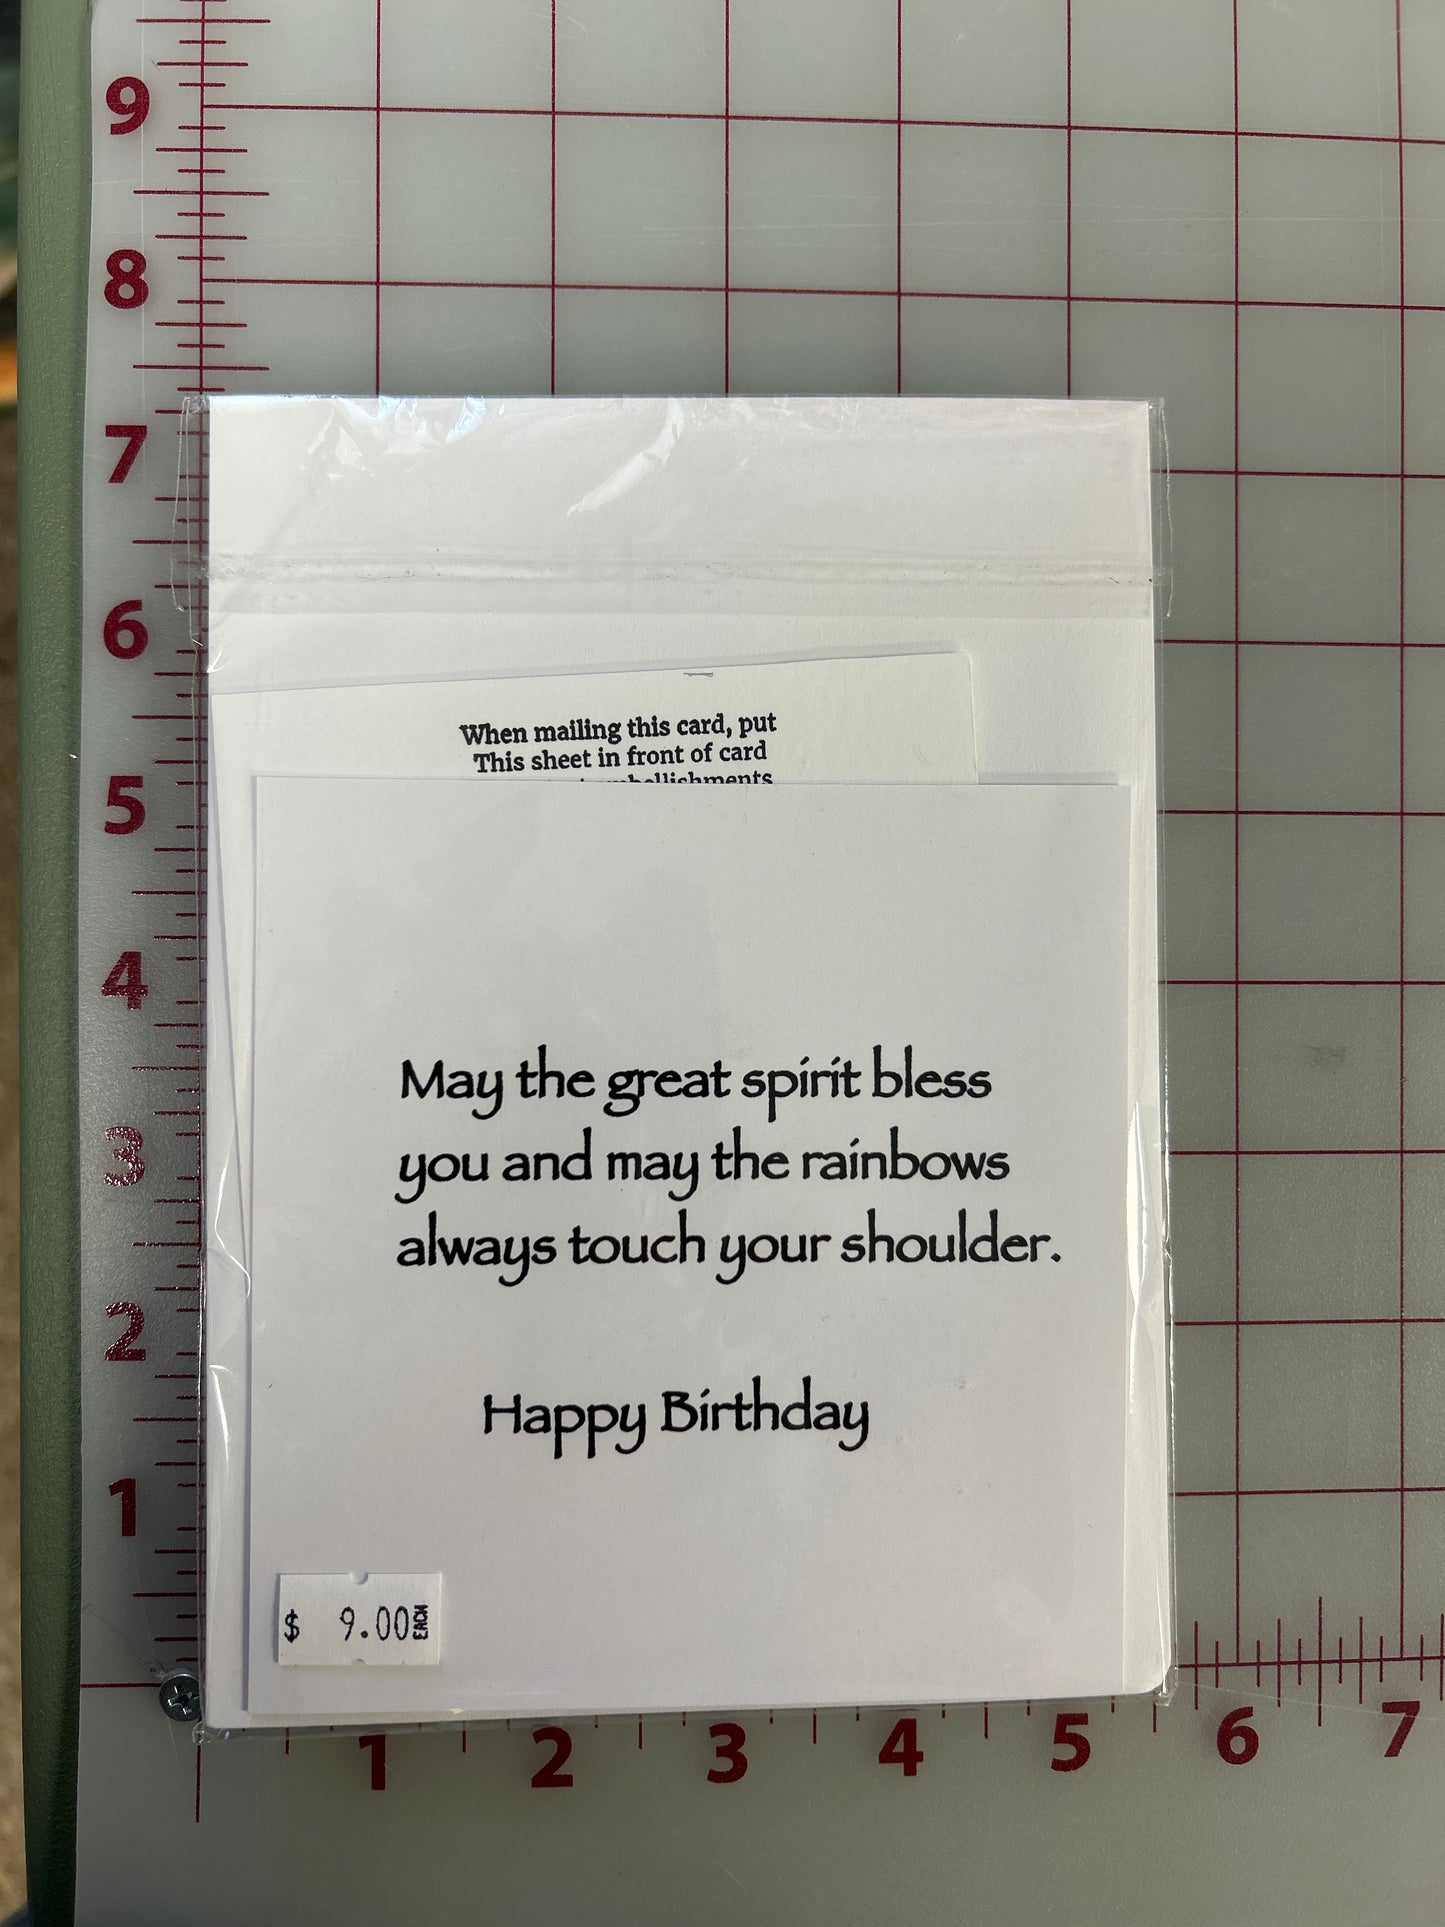 9
8
7
6
When mailing this card, put
This sheet in front of card
embellishments
5
4
May the great spirit bless
3
you and may the rainbows
always touch your shoulder.
2
Happy Birthday
1
$ 9.00 EACH
1 2 3 4 5 6 7